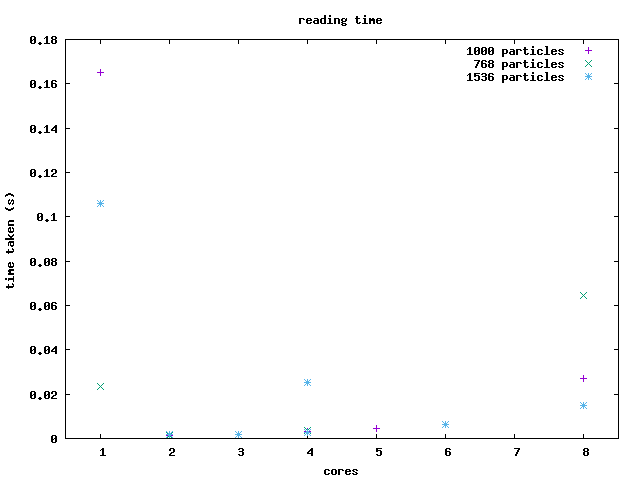 reading time
1000 particles
768 particles
1536 particles
0.18
0.16
0.14
0.12
0.1
0.08
0.06
0.04
0.02
0
time taken (s)
1 2 3 4 5 6 7 8
cores